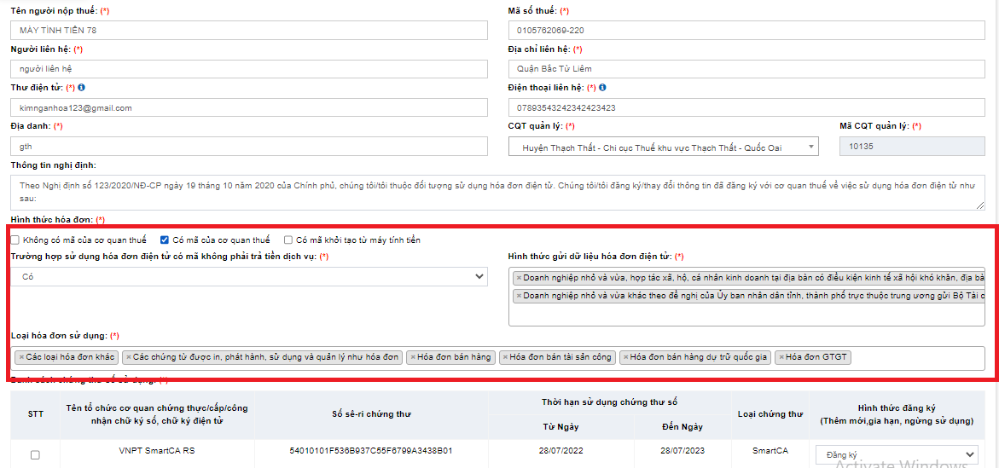 Tên người nộp thuế: (*)
Mã số thuế: (*)
MÁY TÍNH TIỀN 78
0105762069-220
Người liên hệ: (*)
Địa chỉ liên hệ: (*)
người liên hệ
Quận Bắc Từ Liêm
Thư điện tử: (*)
Điện thoại liên hệ: (*)
kimnganhoa123@gmail.com
07893543242342423423
Địa danh: (*)
CQT quản lý: (*)
Mã CQT quản lý: (*)
gth
Huyện Thạch Thất - Chi cục Thuế khu vực Thạch Thất - Quốc Oai
10135
Thông tin nghị định:
Theo Nghị định số 123/2020/NĐ-CP ngày 19 tháng 10 năm 2020 của Chính phủ, chúng tôi/tôi thuộc đối tượng sử dụng hóa đơn điện tử. Chúng tôi/tôi đăng ký/thay đổi thông tin đã đăng ký với cơ quan thuế về việc sử dụng hóa đơn điện tử như
sau:
Hình thức hóa đơn: (*)
Không có mã của cơ quan thuế
Có mã của cơ quan thuế
Có mã khởi tạo từ máy tính tiền
Trường hợp sử dụng hóa đơn điện tử có mã không phải trả tiền dịch vụ: (*)
Hình thức gửi dữ liệu hóa đơn điện tử: (*)
Có
× Doanh nghiệp nhỏ và vừa, hợp tác xã, hộ, cá nhân kinh doanh tại địa bàn có điều kiện kinh tế xã hội khó khăn, địa bà
× Doanh nghiệp nhỏ và vừa khác theo đề nghị của Ủy ban nhân dân tỉnh, thành phố trực thuộc trung ương gửi Bộ Tài c
Loại hóa đơn sử dụng: (*)
× Các loại hóa đơn khác × Các chứng từ được in, phát hành, sử dụng và quản lý như hóa đơn × Hóa đơn bán hàng × Hóa đơn bán tài sản công × Hóa đơn bán hàng dự trữ quốc gia × Hóa đơn GTGT
Danh sách chứng thư số sử dụng: (*)
STT
Tên tổ chức cơ quan chứng thực/cấp/công
nhận chữ ký số, chữ ký điện tử
Số sê-ri chứng thư
Thời hạn sử dụng chứng thư số
Từ Ngày
Đến Ngày
Loại chứng thư
Hình thức đăng ký
(Thêm mới,gia hạn, ngừng sử dụng)
VNPT SmartCA RS
54010101F536B937C55F6799A3438B01
28/07/2022
28/07/2023
SmartCA
Đăng ký
Activate Windows